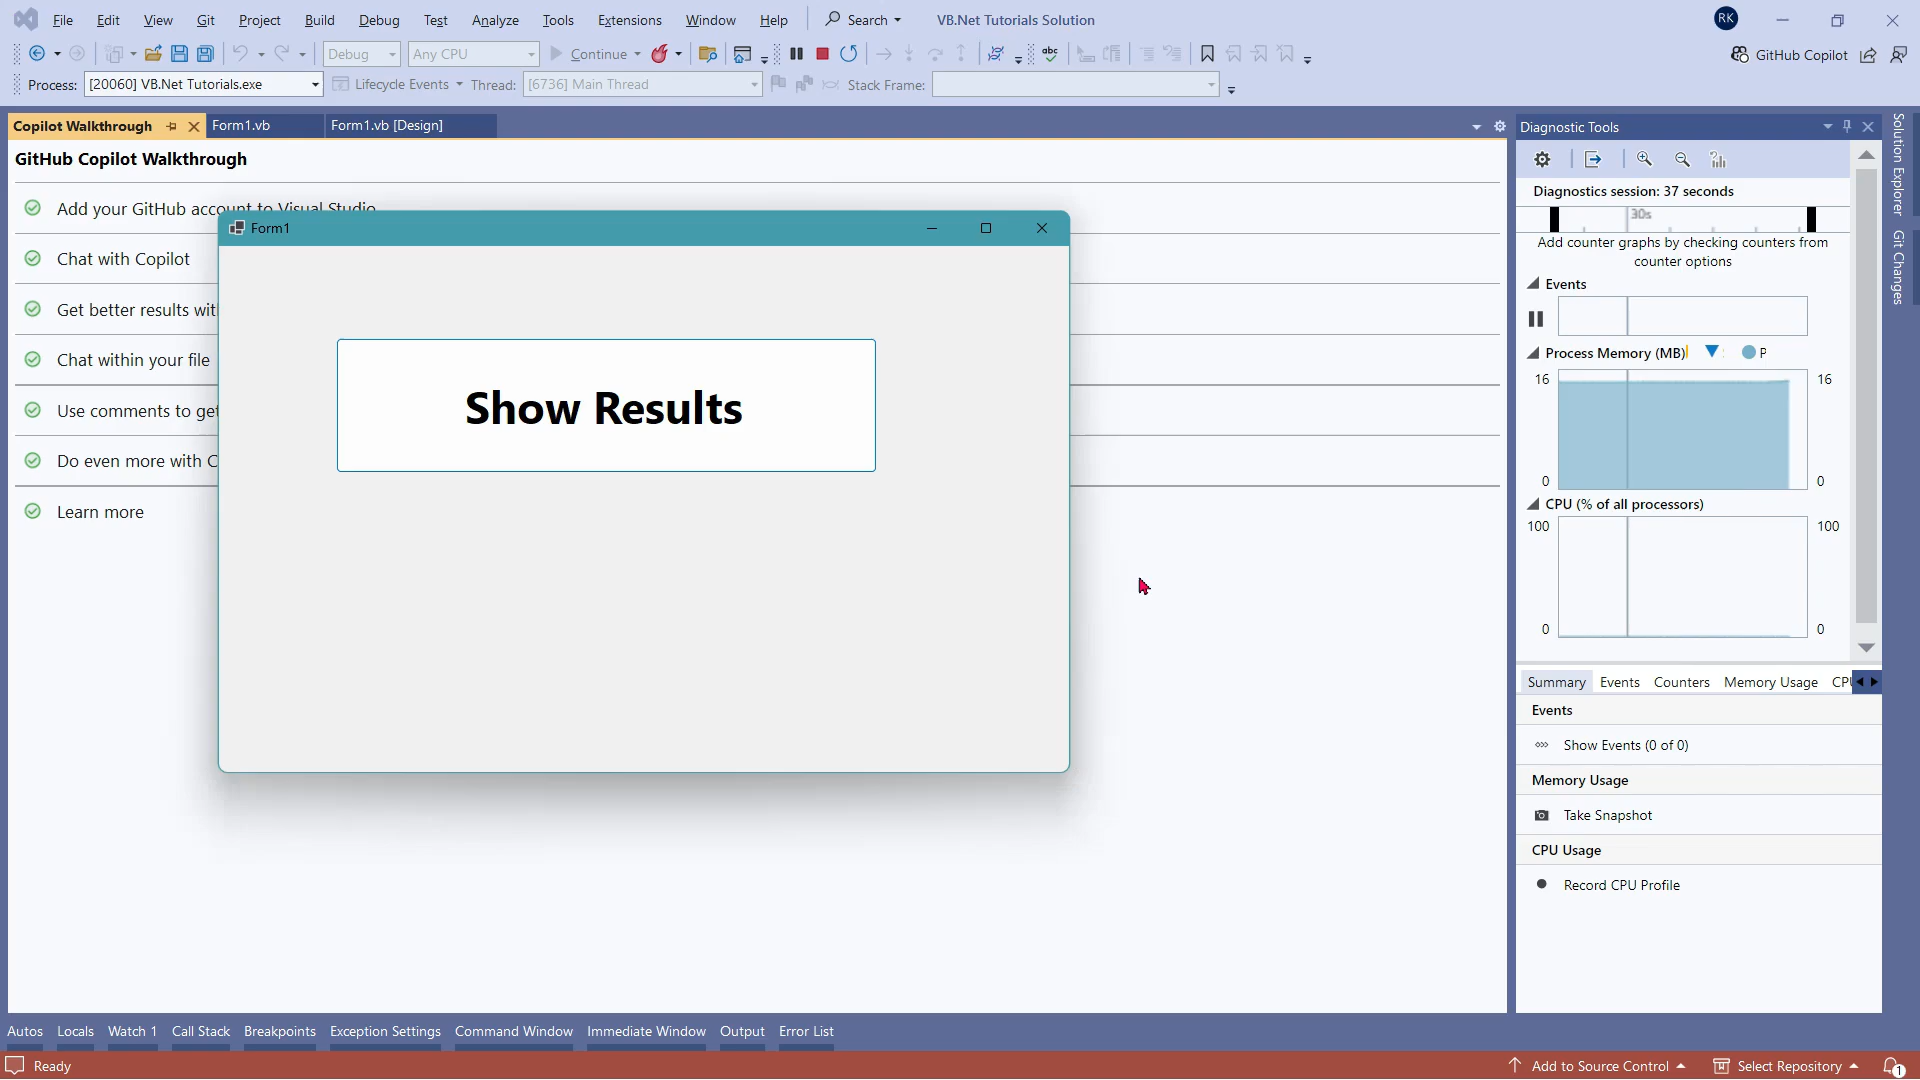 File Edit View Git Project Build Debug Test Analyze Tools Extensions Window Help Search VB.Net Tutorials Solution RK
Debug Any CPU Continue abc GitHub Copilot
Process: [20060] VB.Net Tutorials.exe Lifecycle Events Thread: [6736] Main Thread Stack Frame:
Copilot Walkthrough Form1.vb Form1.vb [Design]
GitHub Copilot Walkthrough
Add your GitHub account to Visual Studio
Chat with Copilot
Get better results wit
Chat within your file
Use comments to get
Do even more with C
Learn more
Form1
Show Results
Diagnostic Tools
Diagnostics session: 37 seconds
30s
Add counter graphs by checking counters from
counter options
Events
Process Memory (MB) P
16 16
0 0
CPU (% of all processors)
100 100
0 0
Summary Events Counters Memory Usage CPU
Events
Show Events (0 of 0)
Memory Usage
Take Snapshot
CPU Usage
Record CPU Profile
Solution Explorer
Git Changes
Autos Locals Watch 1 Call Stack Breakpoints Exception Settings Command Window Immediate Window Output Error List
Ready Add to Source Control Select Repository 1